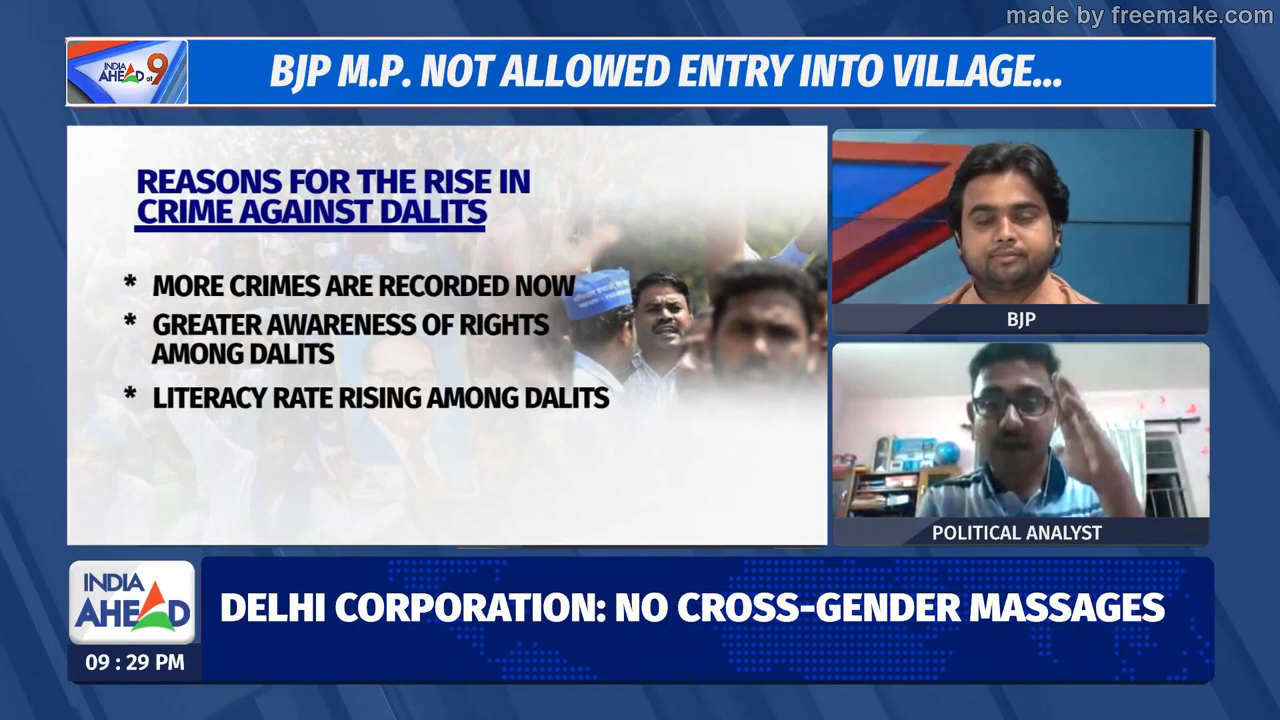 made by freemake.com
INDIA
AHEAD at 9
BJP M.P. NOT ALLOWED ENTRY INTO VILLAGE...
REASONS FOR THE RISE IN
CRIME AGAINST DALITS
* MORE CRIMES ARE RECORDED NOW
* GREATER AWARENESS OF RIGHTS
AMONG DALITS
* LITERACY RATE RISING AMONG DALITS
BJP
POLITICAL ANALYST
INDIA
AHEAD
DELHI CORPORATION: NO CROSS-GENDER MASSAGES
09 : 29 PM